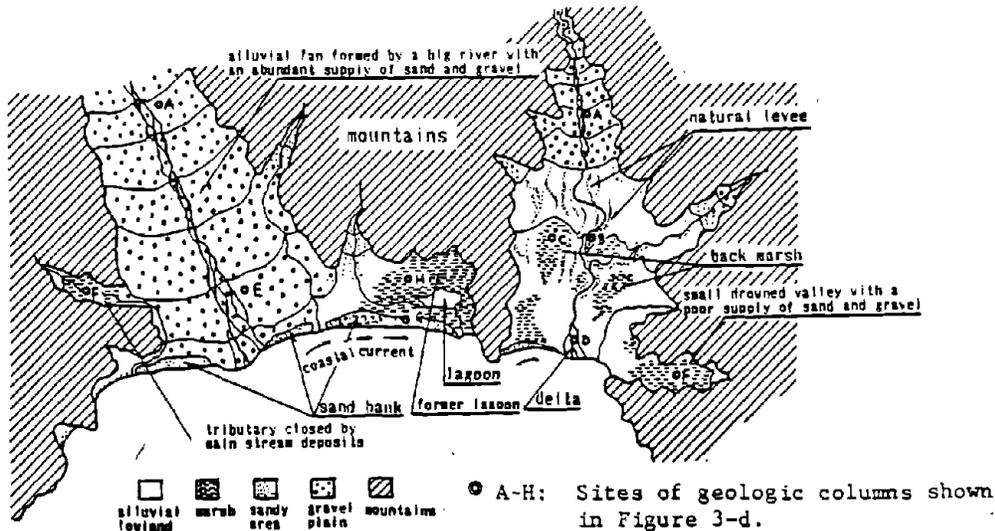 alluvial fan formed by a big river with
an abundant supply of sand and gravel
A
mountains
A
natural levee
C
B
back marsh
small drowned valley with a
poor supply of sand and gravel
F
E
H
G
D
F
coastal current
lagoon
sand bank
former lagoon
delta
tributary closed by
main stream deposits
alluvial
lowland
marsh
sandy
area
gravel
plain
mountains
A~H: Sites of geologic columns shown
in Figure 3-d.